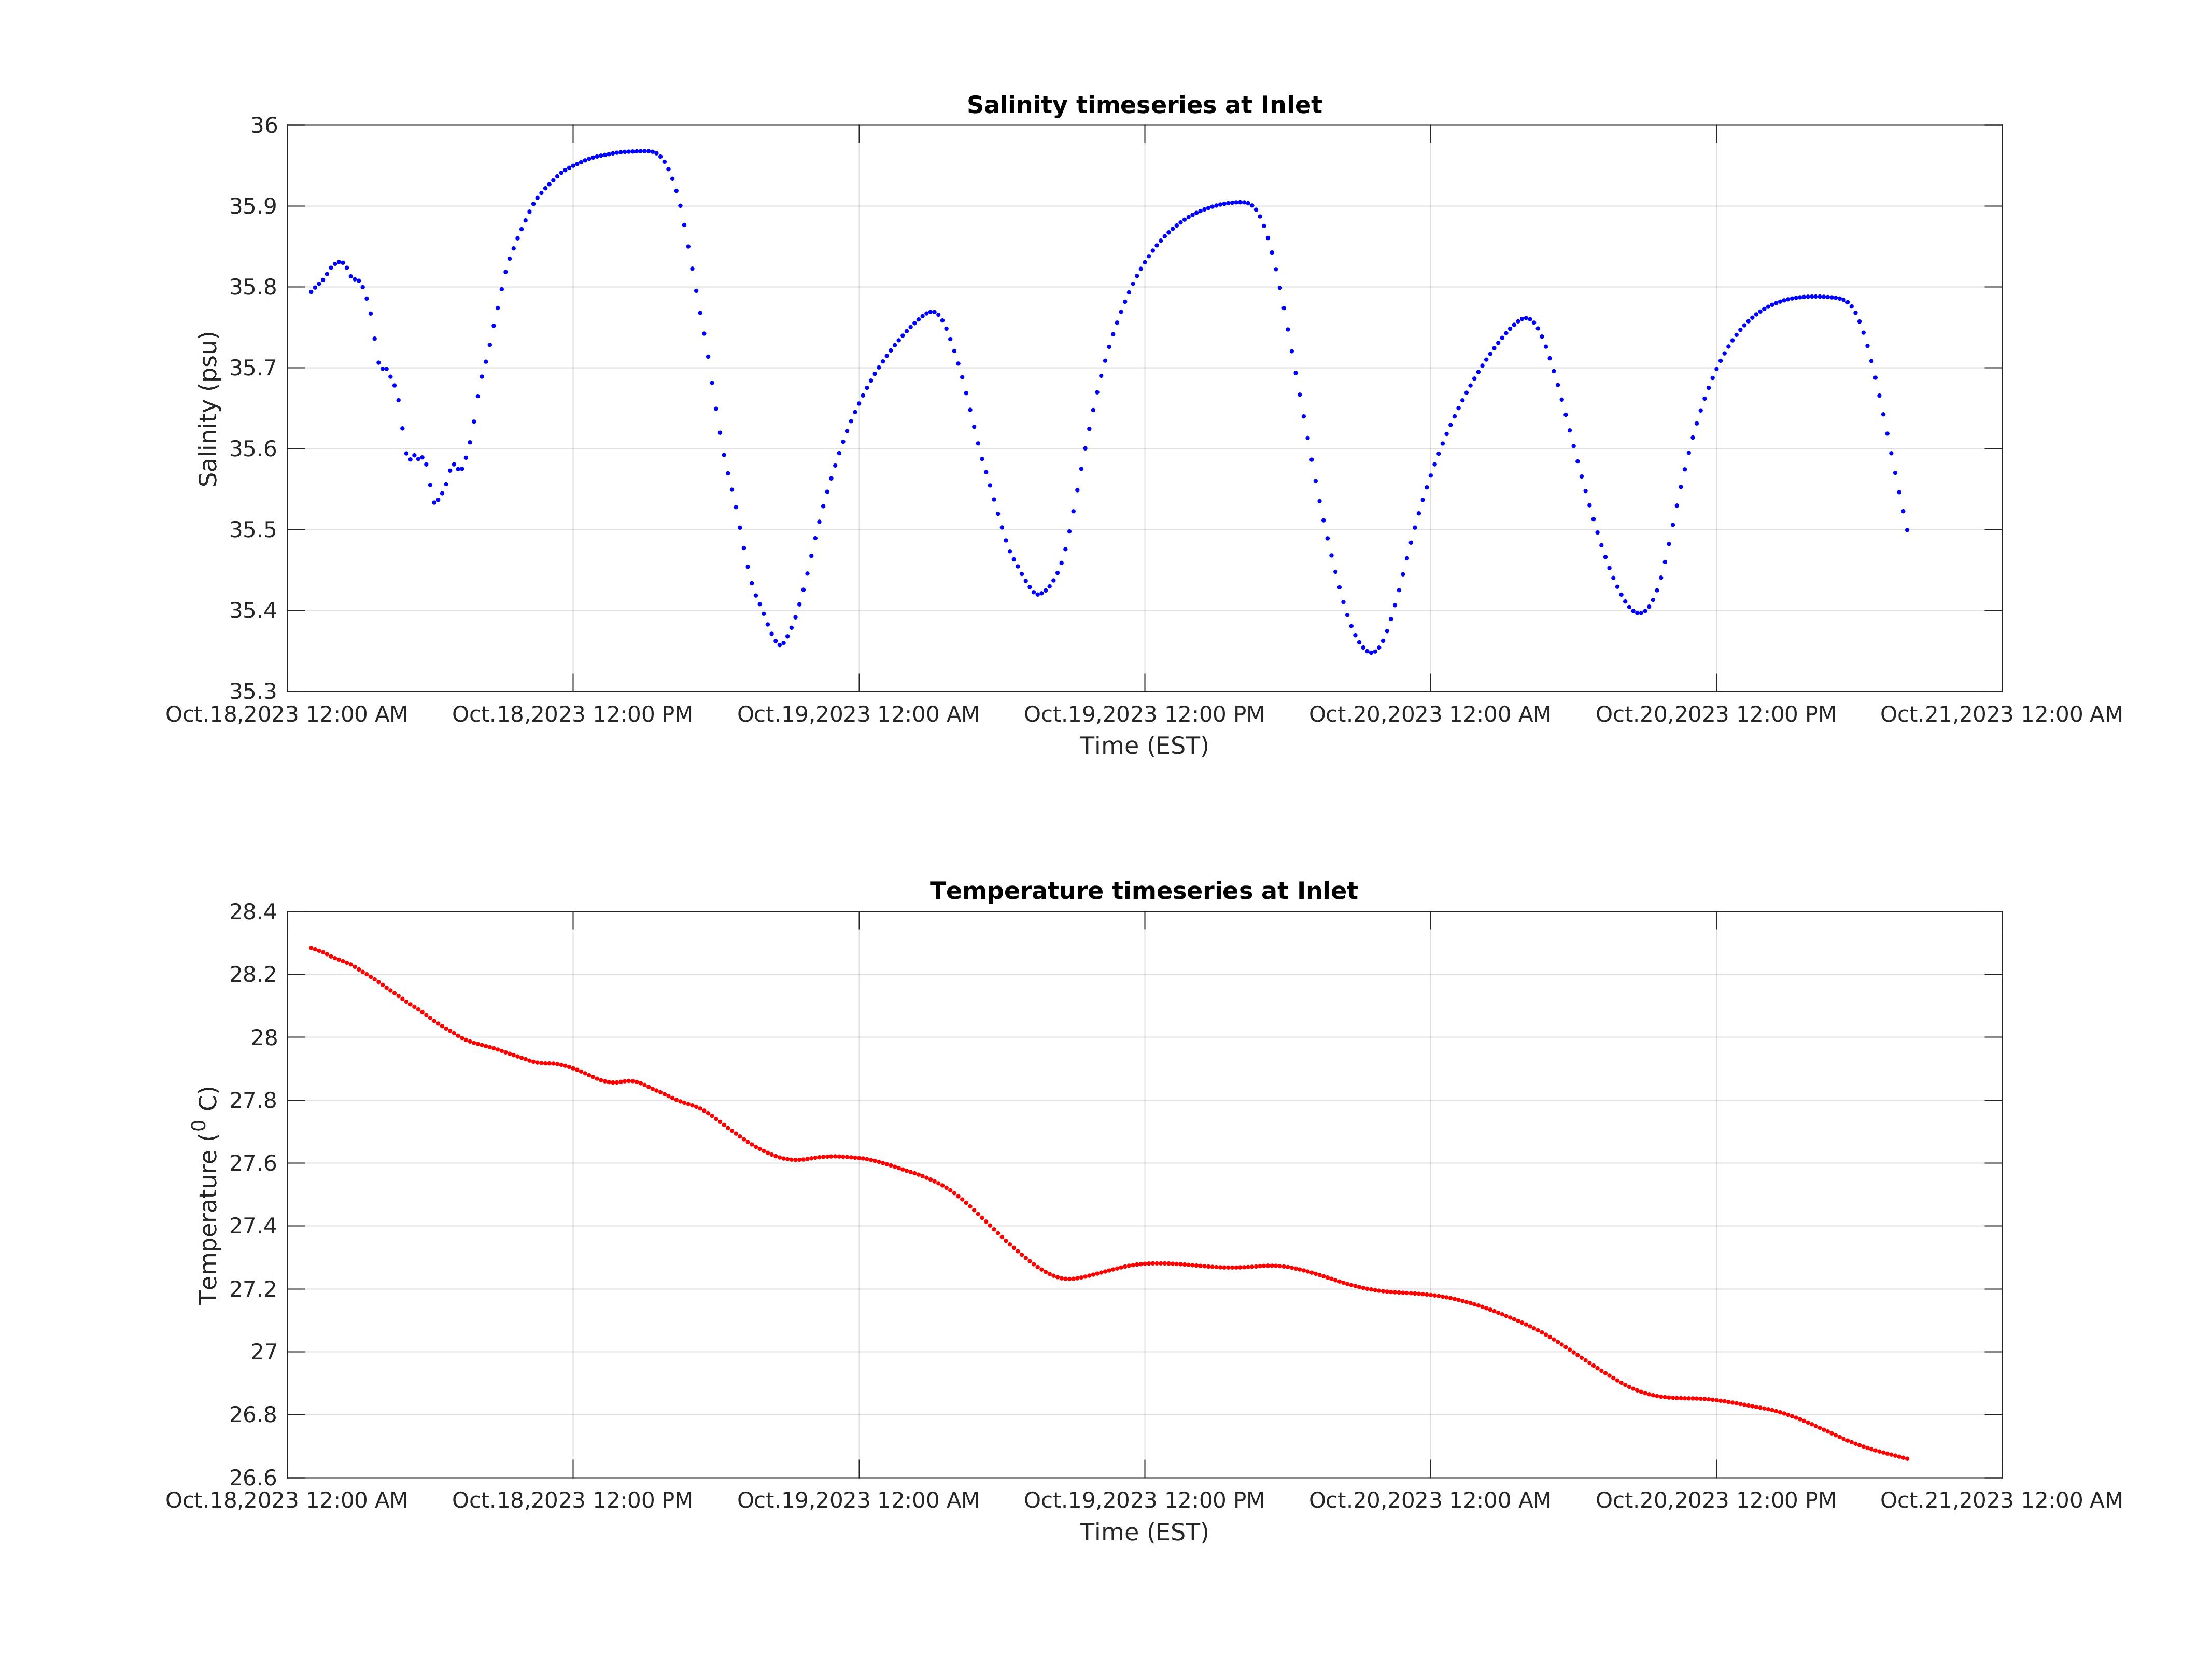 Salinity timeseries at Inlet
36
35.9
35.8
35.7
35.6
35.5
35.4
35.3
Salinity (psu)
Oct.18,2023 12:00 AM Oct.18,2023 12:00 PM Oct.19,2023 12:00 AM Oct.19,2023 12:00 PM Oct.20,2023 12:00 AM Oct.20,2023 12:00 PM Oct.21,2023 12:00 AM
Time (EST)
Temperature timeseries at Inlet
28.4
28.2
28
27.8
27.6
27.4
27.2
27
26.8
26.6
Temperature (⁰ C)
Oct.18,2023 12:00 AM Oct.18,2023 12:00 PM Oct.19,2023 12:00 AM Oct.19,2023 12:00 PM Oct.20,2023 12:00 AM Oct.20,2023 12:00 PM Oct.21,2023 12:00 AM
Time (EST)